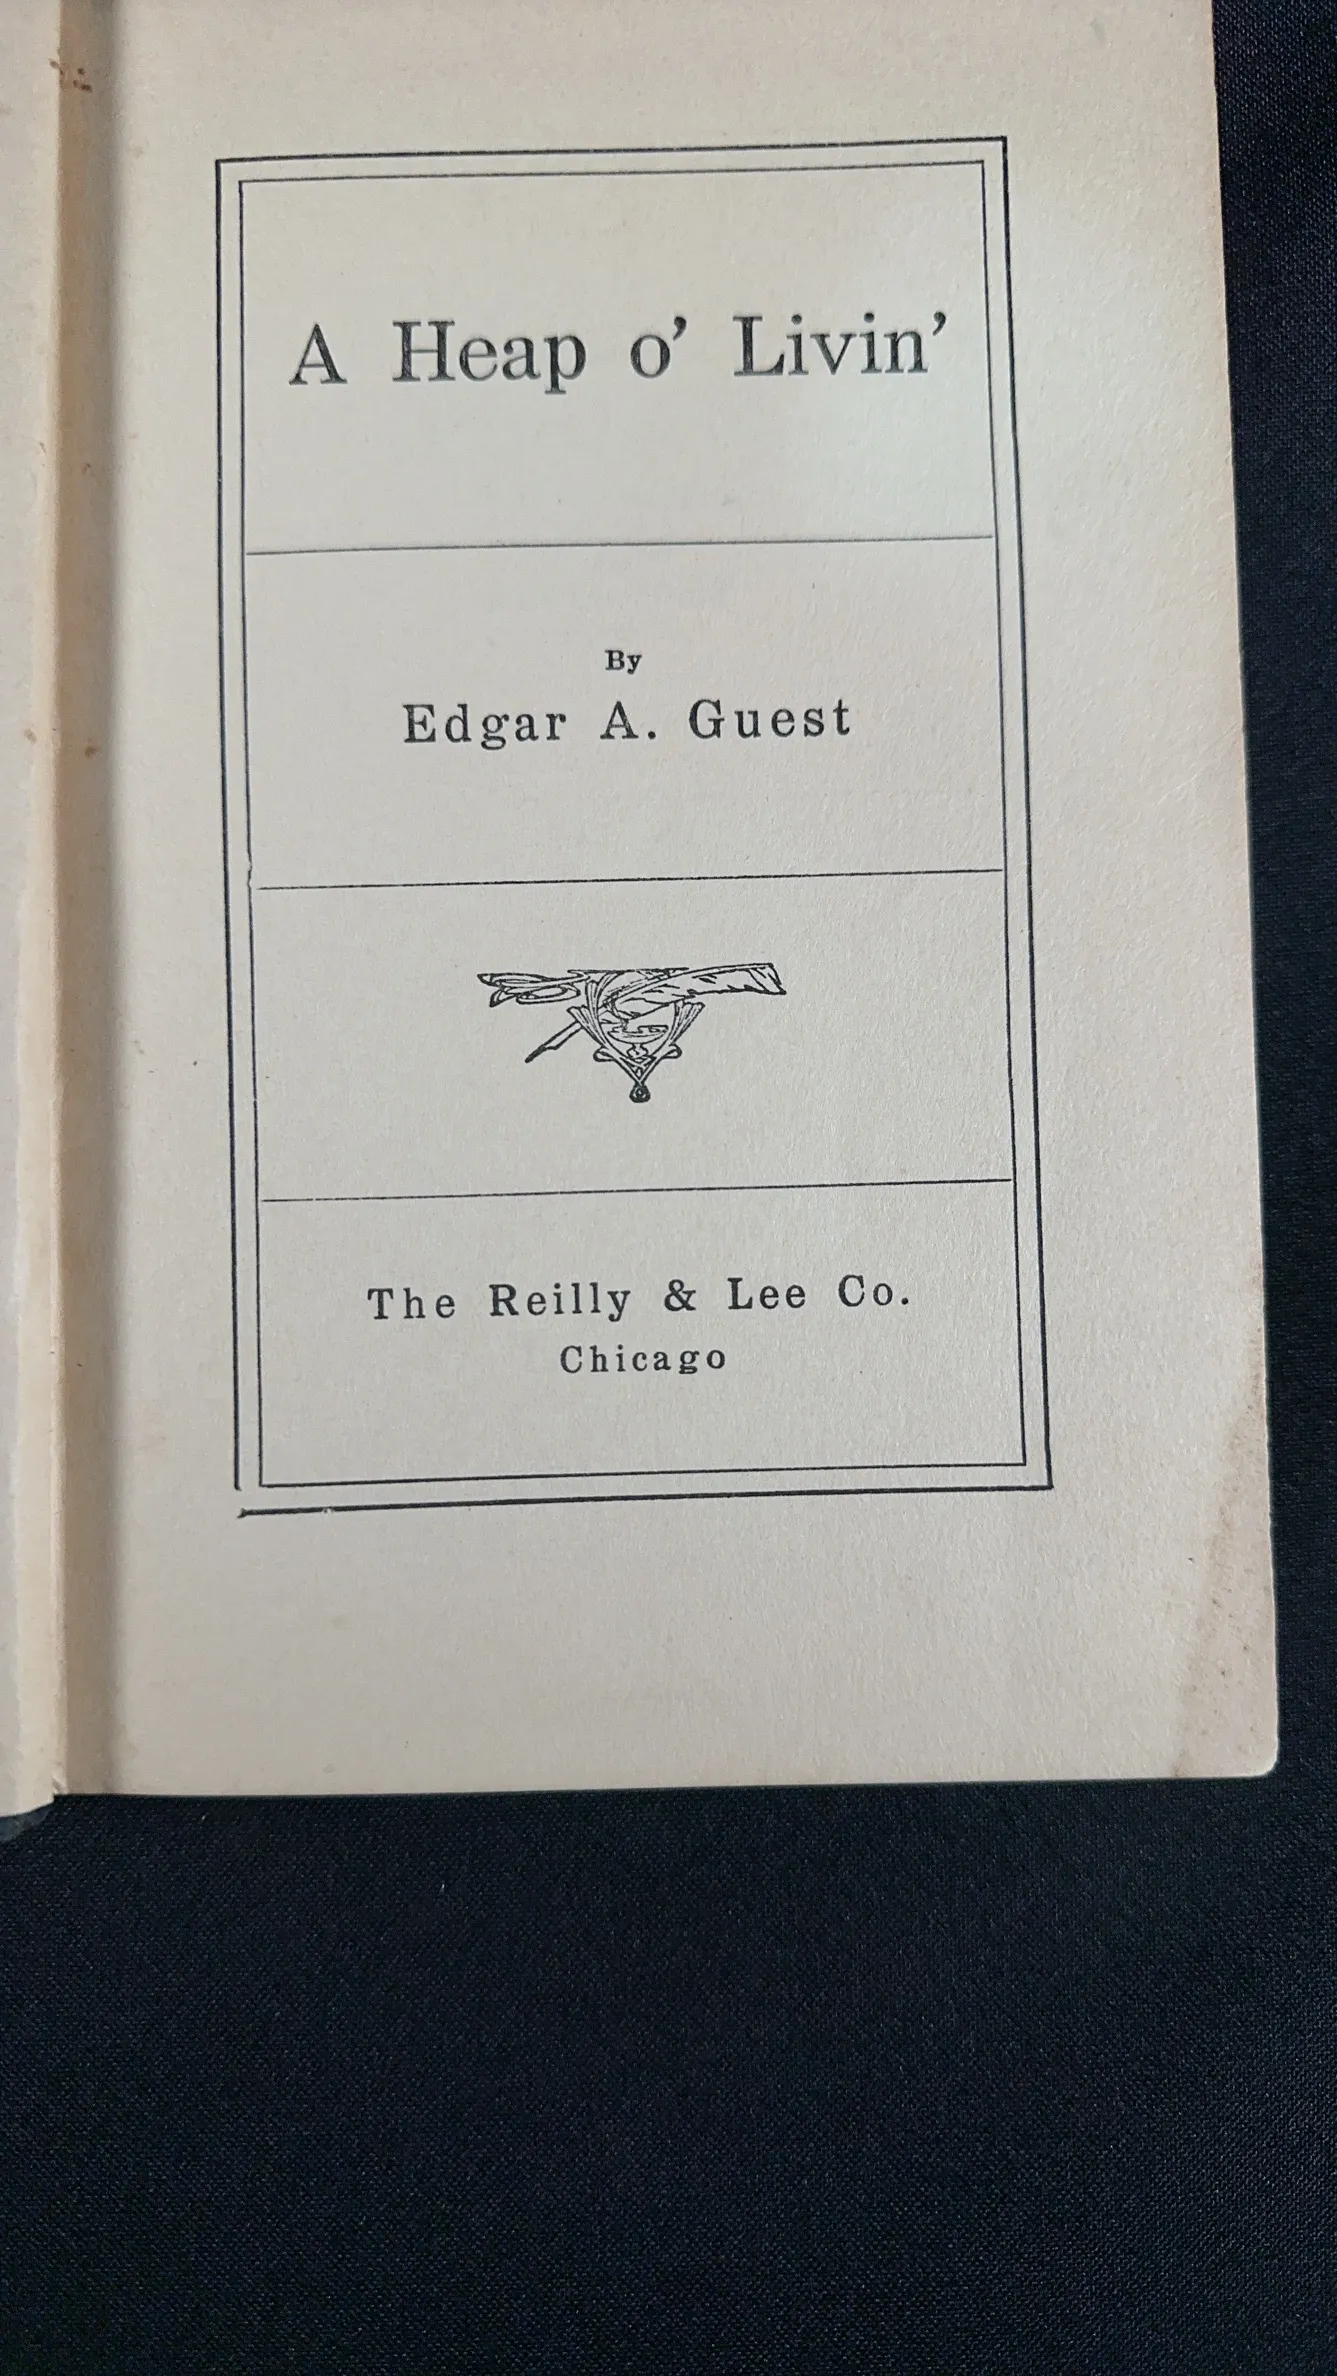 A Heap o' Livin'
By
Edgar A. Guest
The Reilly & Lee Co.
Chicago